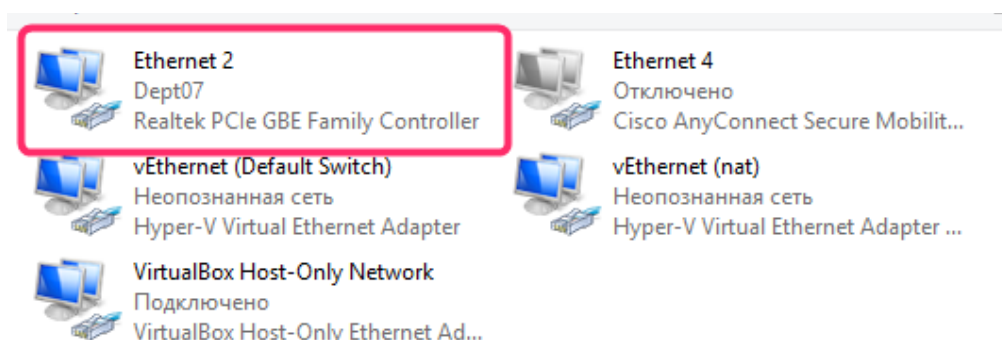 Ethernet 2
Dept07
Realtek PCIe GBE Family Controller
Ethernet 4
Отключено
Cisco AnyConnect Secure Mobilit...
vEthernet (Default Switch)
Неопознанная сеть
Hyper-V Virtual Ethernet Adapter
vEthernet (nat)
Неопознанная сеть
Hyper-V Virtual Ethernet Adapter ...
VirtualBox Host-Only Network
Подключено
VirtualBox Host-Only Ethernet Ad...